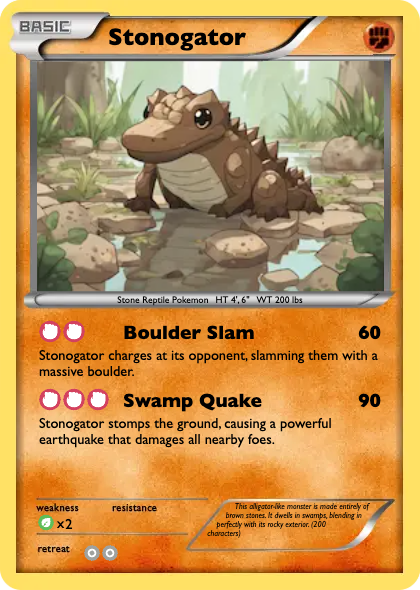 BASIC
Stonogator
Stone Reptile Pokemon HT 4', 6" WT 200 lbs
Boulder Slam 60
Stonogator charges at its opponent, slamming them with a
massive boulder.
Swamp Quake 90
Stonogator stomps the ground, causing a powerful
earthquake that damages all nearby foes.
weakness resistance
x2
retreat
This alligator-like monster is made entirely of
brown stones. It dwells in swamps, blending in
perfectly with its rocky exterior. (200
characters)